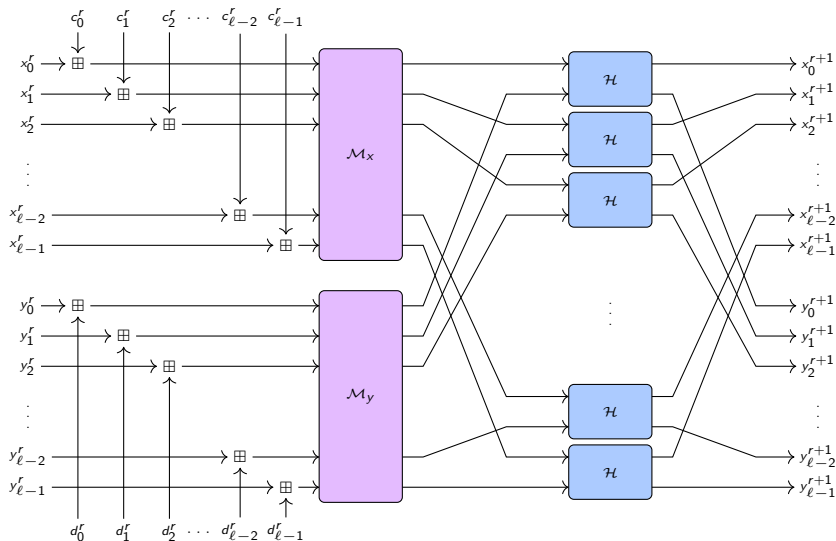 c_0^r c_1^r c_2^r ··· c_{ℓ−2}^r c_{ℓ−1}^r
x_0^r ⊞ H x_0^{r+1}
x_1^r ⊞ x_1^{r+1}
x_2^r ⊞ H x_2^{r+1}
M_x
⋮ H ⋮
x_{ℓ−2}^r ⊞ x_{ℓ−2}^{r+1}
x_{ℓ−1}^r ⊞ x_{ℓ−1}^{r+1}
y_0^r ⊞ ⋮ y_0^{r+1}
y_1^r ⊞ y_1^{r+1}
y_2^r ⊞ y_2^{r+1}
M_y
⋮ H ⋮
y_{ℓ−2}^r ⊞ y_{ℓ−2}^{r+1}
H
y_{ℓ−1}^r ⊞ y_{ℓ−1}^{r+1}
d_0^r d_1^r d_2^r ··· d_{ℓ−2}^r d_{ℓ−1}^r